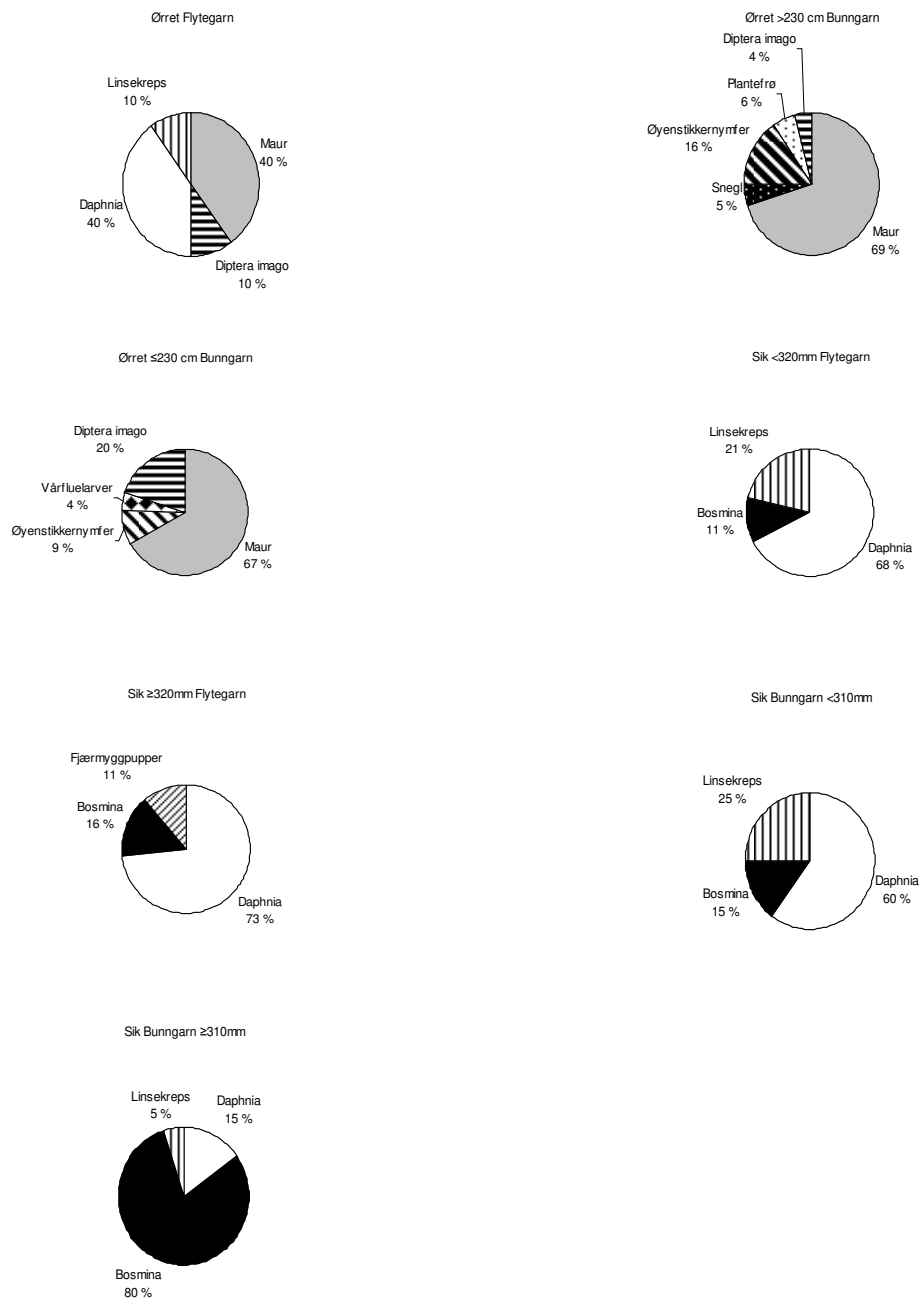 Ørret Flytegarn
Linsekreps
10 %
Maur
40 %
Daphnia
40 %
Diptera imago
10 %
Ørret >230 cm Bunngarn
Diptera imago
4 %
Plantefrø
6 %
Øyenstikkernymfer
16 %
Snegl
5 %
Maur
69 %
Ørret ≤230 cm Bunngarn
Diptera imago
20 %
Vårfluelarver
4 %
Øyenstikkernymfer
9 %
Maur
67 %
Sik <320mm Flytegarn
Linsekreps
21 %
Bosmina
11 %
Daphnia
68 %
Sik ≥320mm Flytegarn
Fjærmyggpupper
11 %
Bosmina
16 %
Daphnia
73 %
Sik Bunngarn <310mm
Linsekreps
25 %
Bosmina
15 %
Daphnia
60 %
Sik Bunngarn ≥310mm
Linsekreps
5 %
Daphnia
15 %
Bosmina
80 %